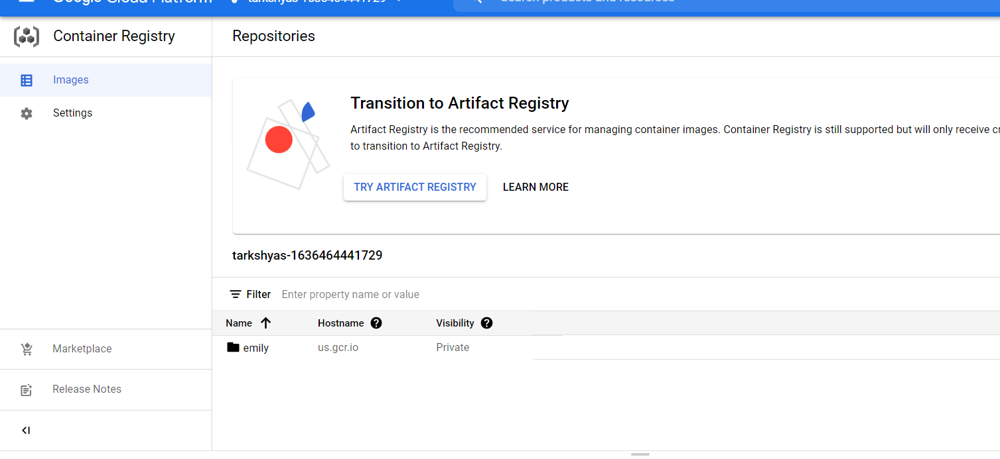 Google Cloud Platform
tarkshyas-1636464441729
Search products and resources
Container Registry
Repositories
Images
Settings
Transition to Artifact Registry
Artifact Registry is the recommended service for managing container images. Container Registry is still supported but will only receive
to transition to Artifact Registry.
TRY ARTIFACT REGISTRY
LEARN MORE
tarkshyas-1636464441729
Filter Enter property name or value
Name Hostname Visibility
emily us.gcr.io Private
Marketplace
Release Notes